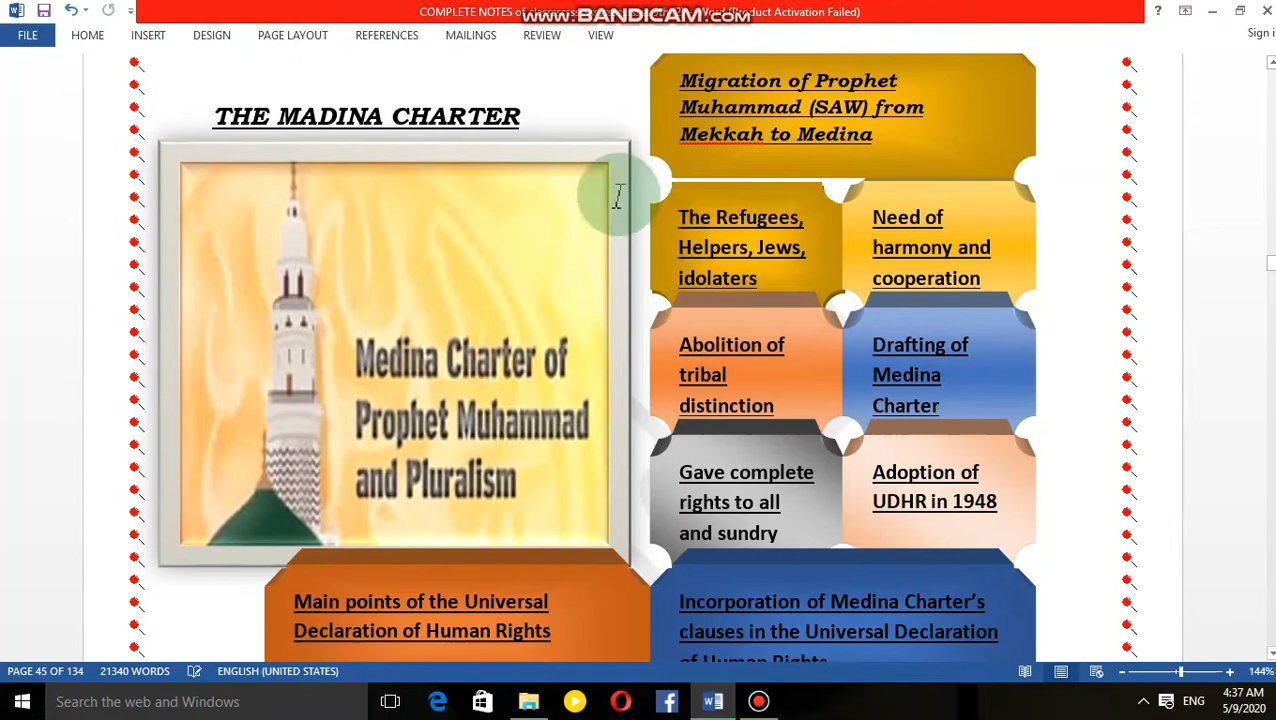 COMPLETE NOTES of
www.BANDICAM.com
Word (Product Activation Failed)
FILE
HOME
INSERT
DESIGN
PAGE LAYOUT
REFERENCES
MAILINGS
REVIEW
VIEW
Sign i
THE MADINA CHARTER
Medina Charter of
Prophet Muhammad
and Pluralism
Migration of Prophet
Muhammad (SAW) from
Mekkah to Medina
The Refugees,
Helpers, Jews,
idolaters
Need of
harmony and
cooperation
Abolition of
tribal
distinction
Drafting of
Medina
Charter
Gave complete
rights to all
and sundry
Adoption of
UDHR in 1948
Main points of the Universal
Declaration of Human Rights
Incorporation of Medina Charter’s
clauses in the Universal Declaration
of Human Rights
PAGE 45 OF 134
21340 WORDS
ENGLISH (UNITED STATES)
144%
Search the web and Windows
ENG
4:37 AM
5/9/2020